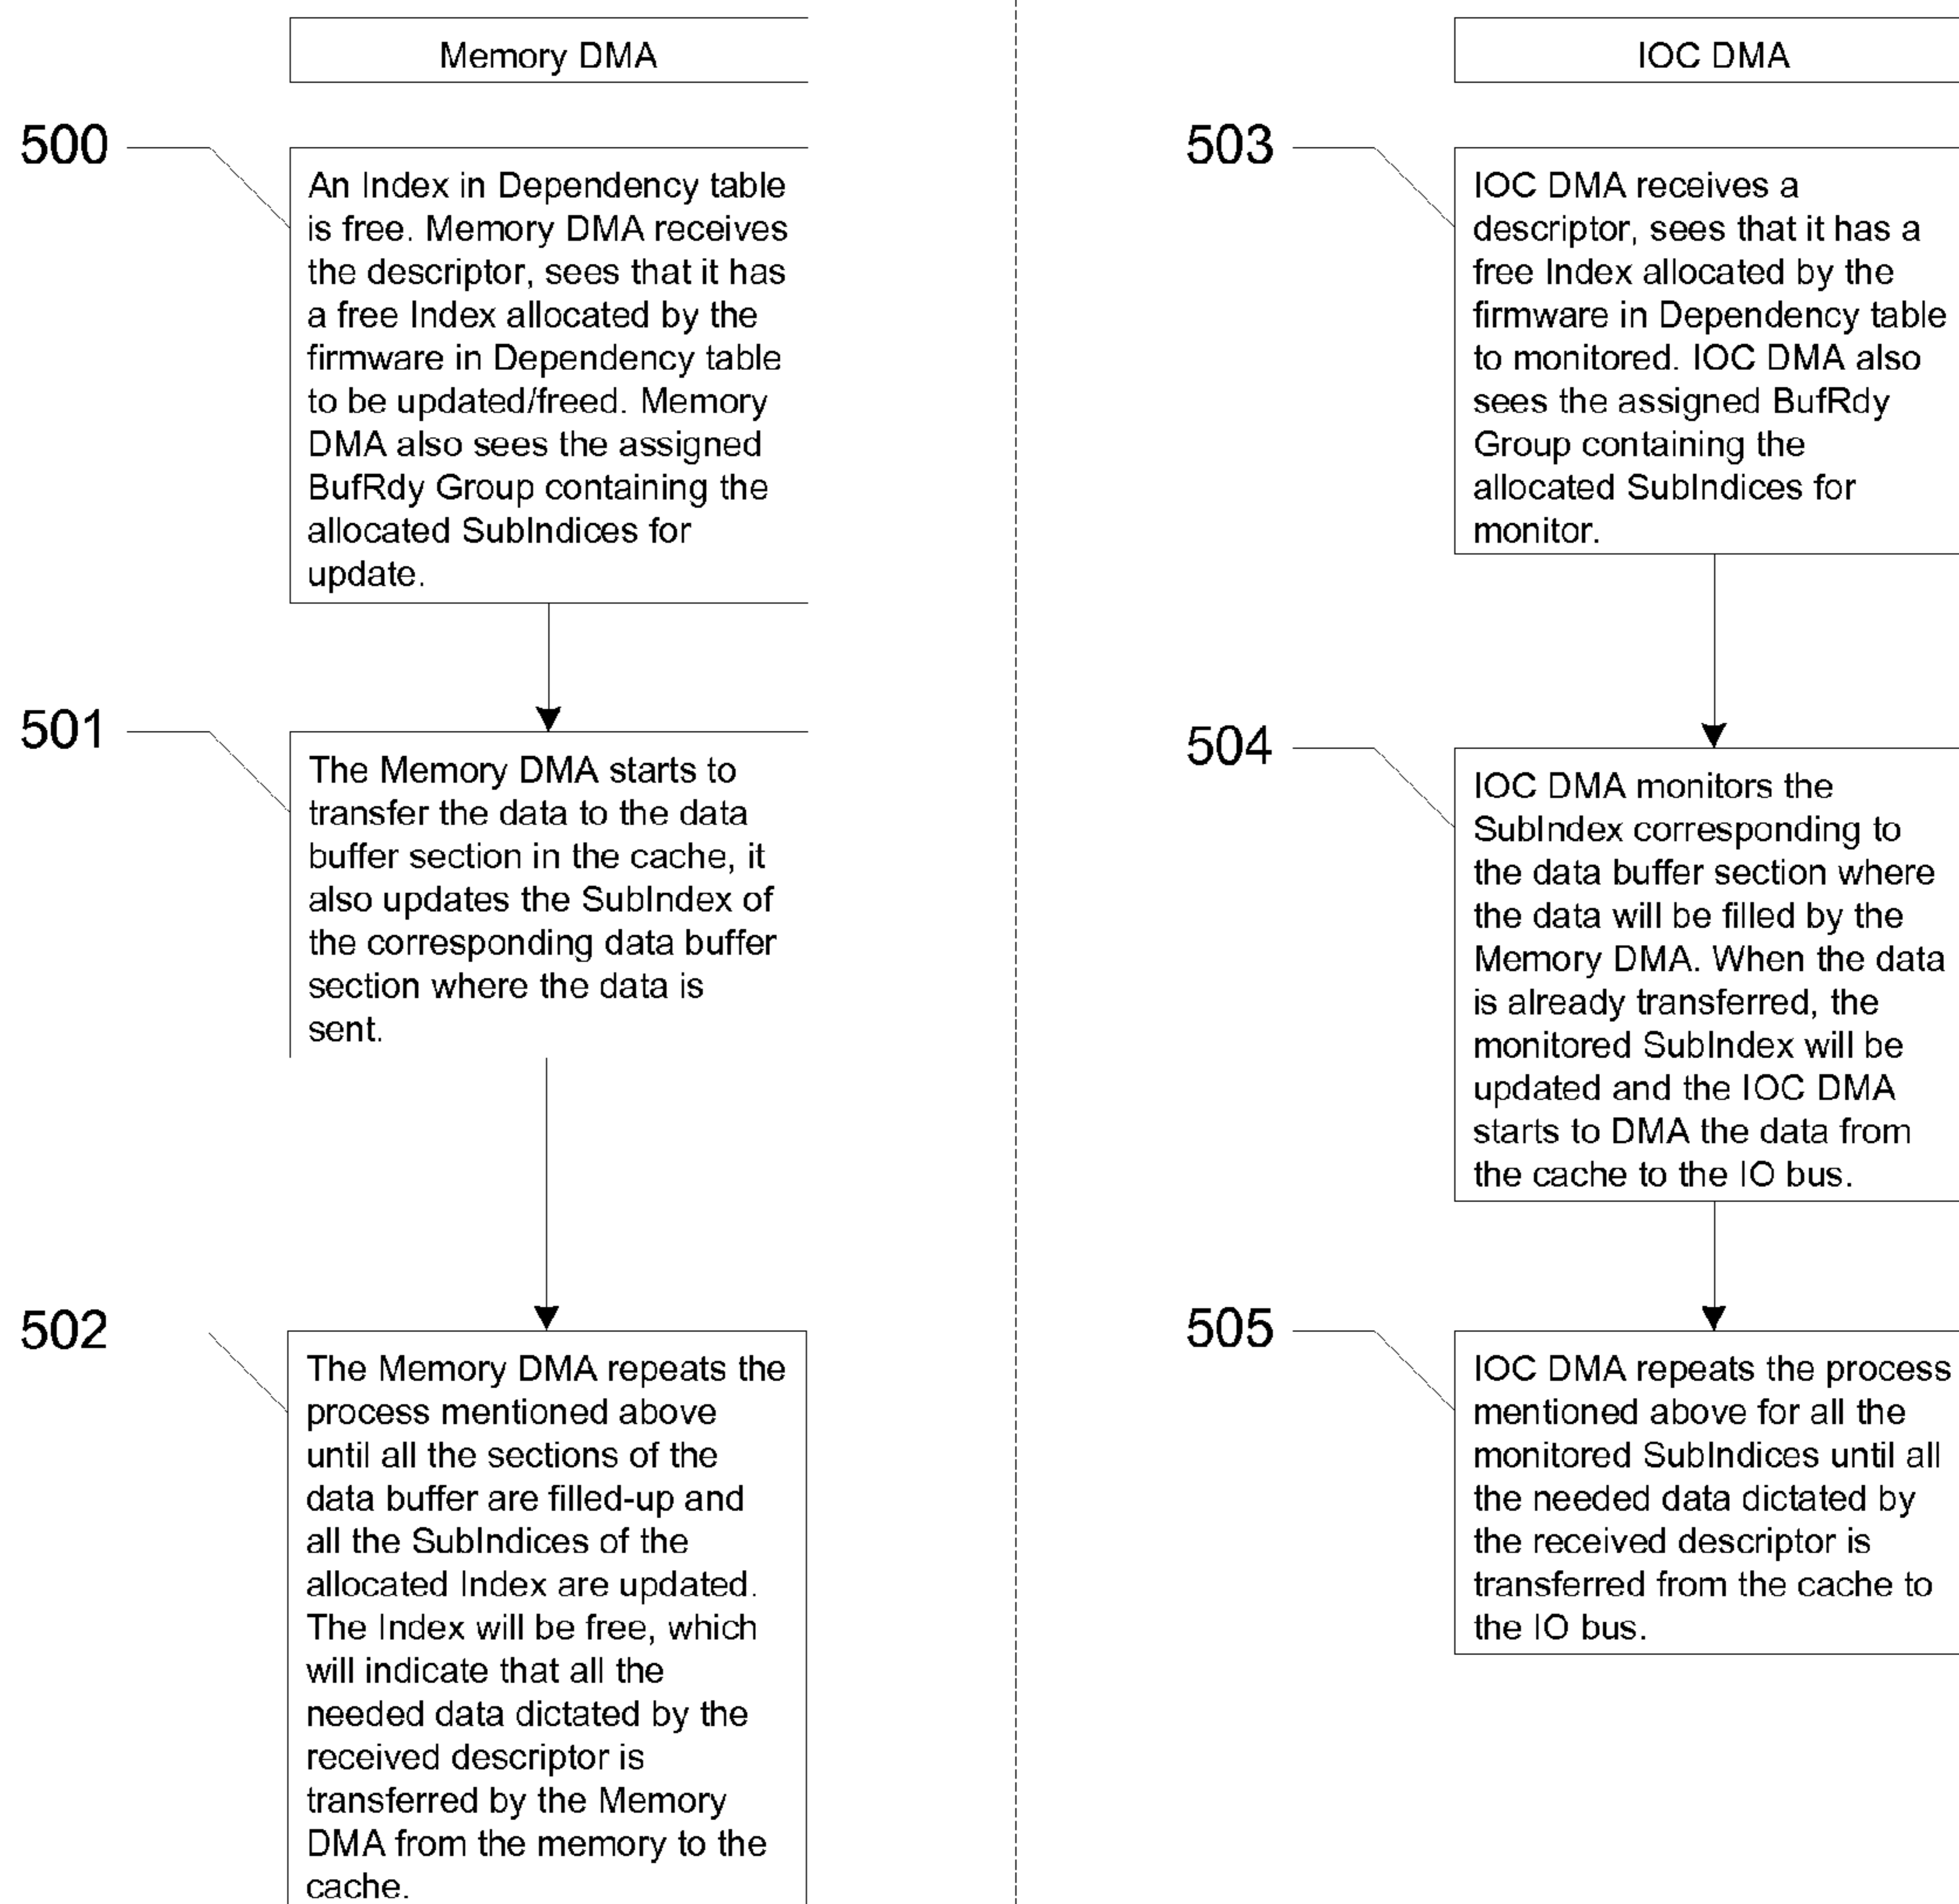 Memory DMA
500
An Index in Dependency table
is free. Memory DMA receives
the descriptor, sees that it has
a free Index allocated by the
firmware in Dependency table
to be updated/freed. Memory
DMA also sees the assigned
BufRdy Group containing the
allocated SubIndices for
update.
501
The Memory DMA starts to
transfer the data to the data
buffer section in the cache, it
also updates the SubIndex of
the corresponding data buffer
section where the data is
sent.
502
The Memory DMA repeats the
process mentioned above
until all the sections of the
data buffer are filled-up and
all the SubIndices of the
allocated Index are updated.
The Index will be free, which
will indicate that all the
needed data dictated by the
received descriptor is
transferred by the Memory
DMA from the memory to the
cache.
IOC DMA
503
IOC DMA receives a
descriptor, sees that it has a
free Index allocated by the
firmware in Dependency table
to monitored. IOC DMA also
sees the assigned BufRdy
Group containing the
allocated SubIndices for
monitor.
504
IOC DMA monitors the
SubIndex corresponding to
the data buffer section where
the data will be filled by the
Memory DMA. When the data
is already transferred, the
monitored SubIndex will be
updated and the IOC DMA
starts to DMA the data from
the cache to the IO bus.
505
IOC DMA repeats the process
mentioned above for all the
monitored SubIndices until all
the needed data dictated by
the received descriptor is
transferred from the cache to
the IO bus.